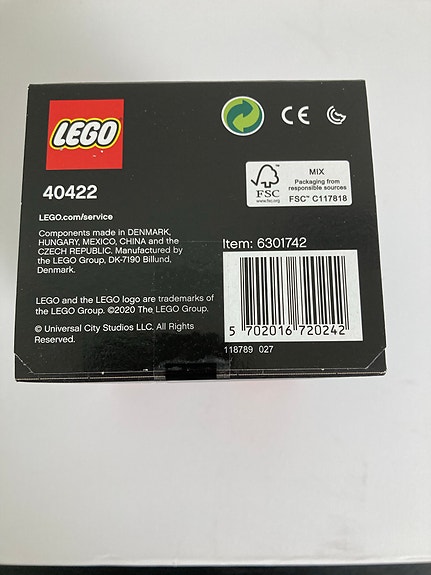 LEGO
40422
LEGO.com/service
Components made in DENMARK,
HUNGARY, MEXICO, CHINA and the
CZECH REPUBLIC. Manufactured by
the LEGO Group, DK-7190 Billund,
Denmark.
LEGO and the LEGO logo are trademarks of
the LEGO Group. ©2020 The LEGO Group.
© Universal City Studios LLC. All Rights
Reserved.
CE
FSC
www.fsc.org
MIX
Packaging from
responsible sources
FSC™ C117818
Item: 6301742
5 702016 720242
118789 027